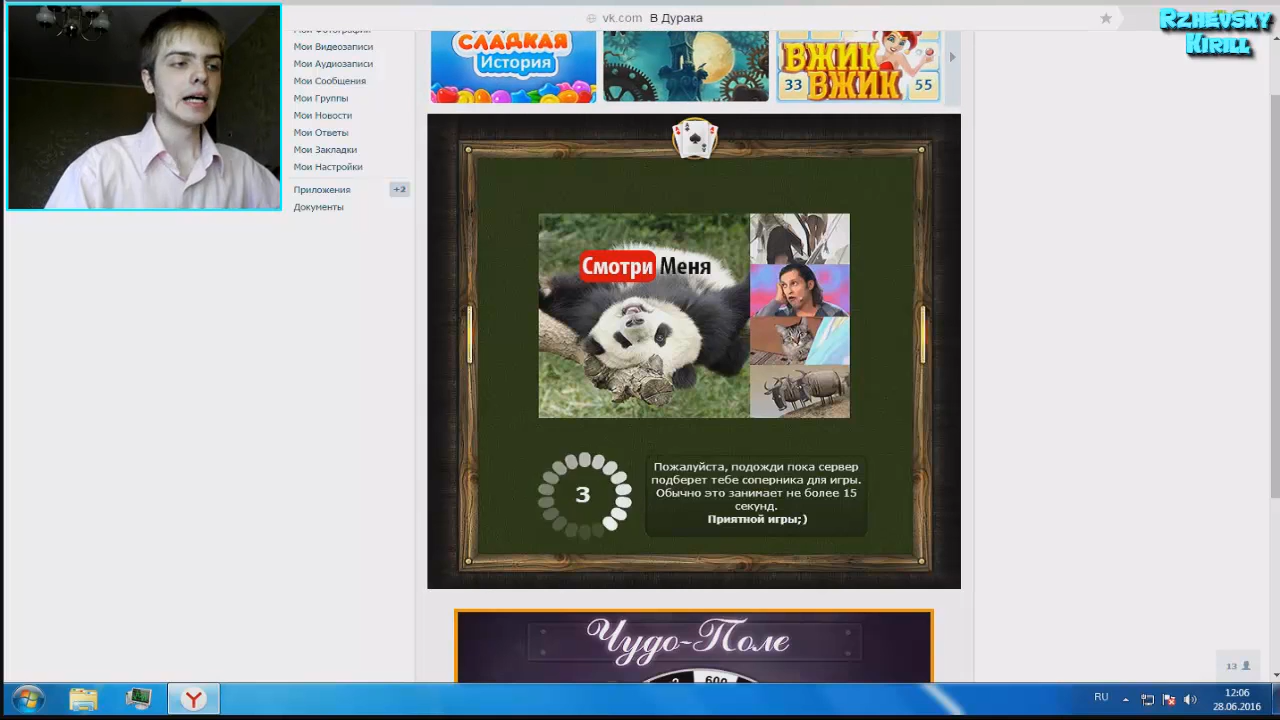 vk.com В Дурака
Rzhevsky
Kirill
Мои Фотографии
Мои Видеозаписи
Мои Аудиозаписи
Мои Сообщения
Мои Группы
Мои Новости
Мои Ответы
Мои Закладки
Мои Настройки
Приложения +2
Документы
СЛАДКАЯ
История
ВЖИК
33 ВЖИК 55
Смотри Меня
3
Пожалуйста, подожди пока сервер
подберет тебе соперника для игры.
Обычно это занимает не более 15
секунд.
Приятной игры;)
Чудо-Поле
600
13
RU
12:06
28.06.2016